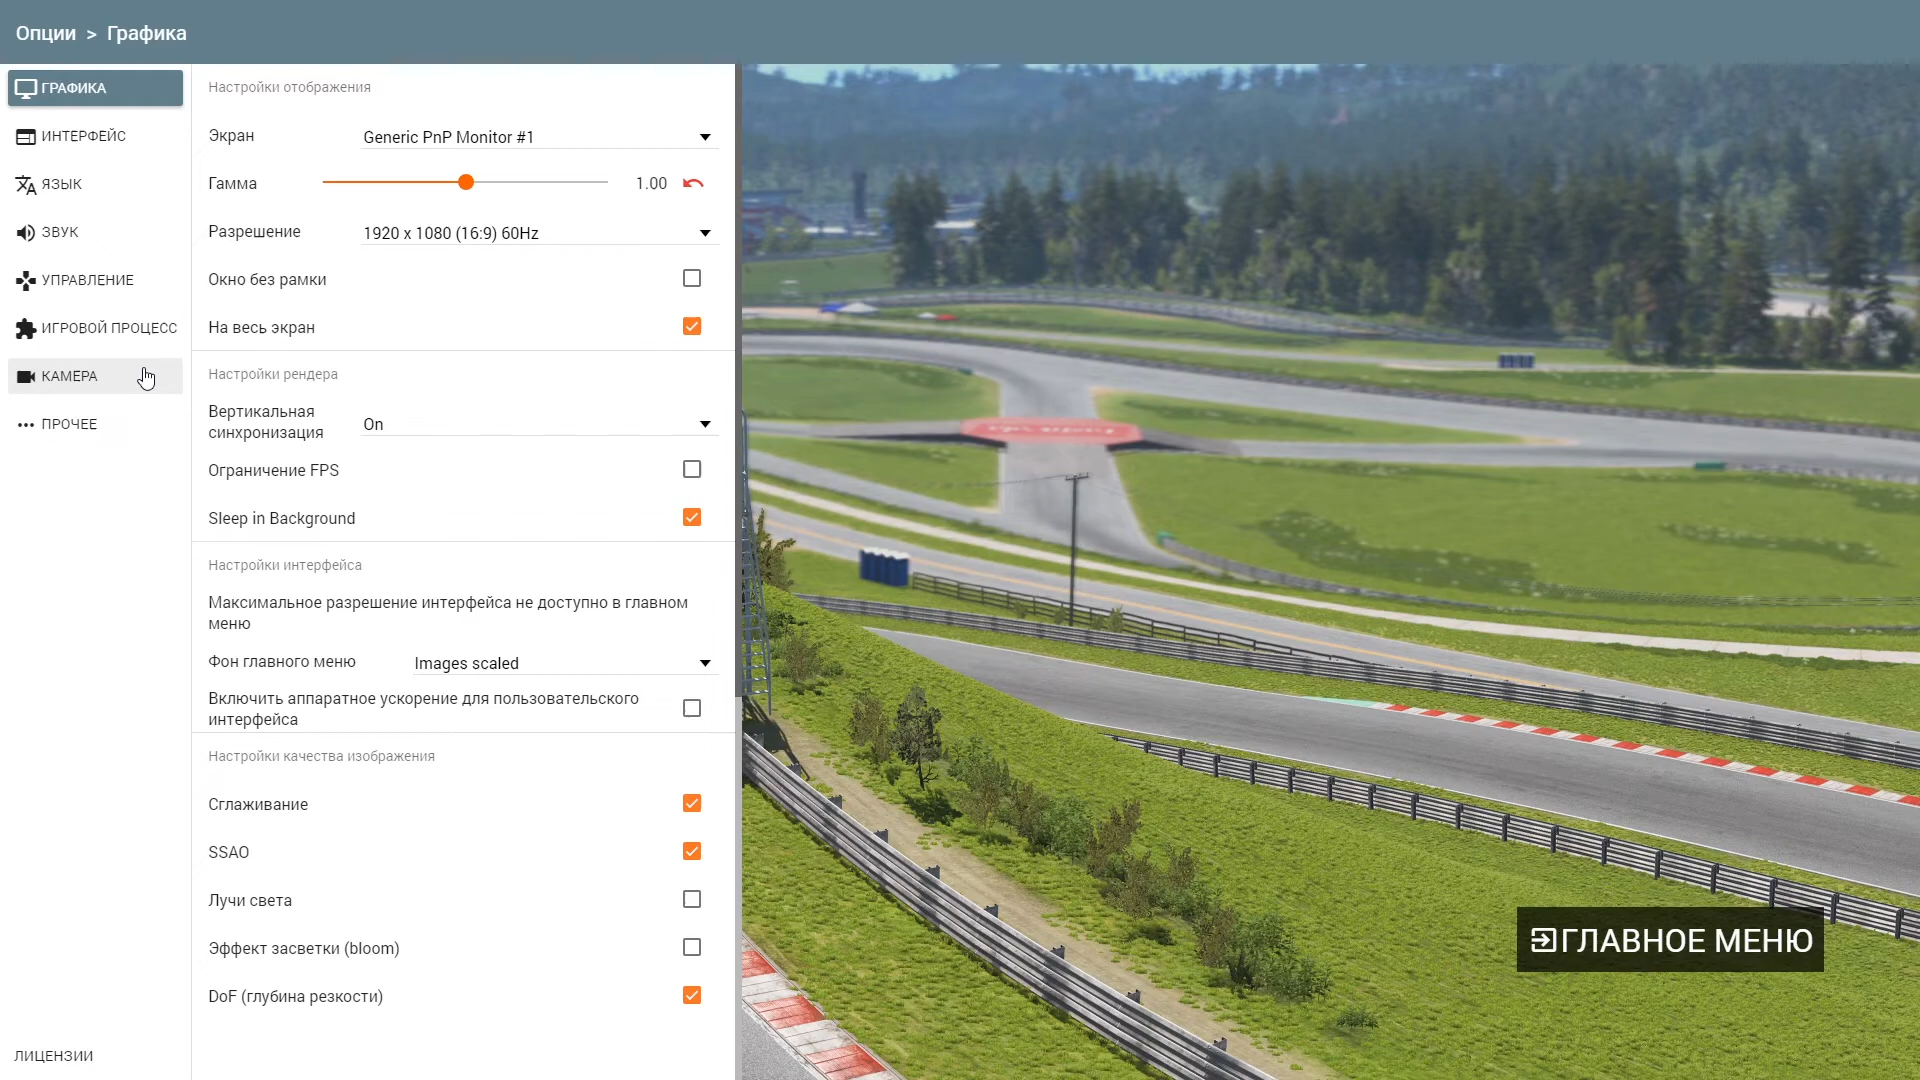 Опции > Графика
ГРАФИКА
ИНТЕРФЕЙС
ЯЗЫК
ЗВУК
УПРАВЛЕНИЕ
ИГРОВОЙ ПРОЦЕСС
КАМЕРА
ПРОЧЕЕ
ЛИЦЕНЗИИ
Настройки отображения
Экран Generic PnP Monitor #1
Гамма 1.00
Разрешение 1920 x 1080 (16:9) 60Hz
Окно без рамки
На весь экран
Настройки рендера
Вертикальная
синхронизация
On
Ограничение FPS
Sleep in Background
Настройки интерфейса
Максимальное разрешение интерфейса не доступно в главном
меню
Фон главного меню Images scaled
Включить аппаратное ускорение для пользовательского
интерфейса
Настройки качества изображения
Сглаживание
SSAO
Лучи света
Эффект засветки (bloom)
DoF (глубина резкости)
ГЛАВНОЕ МЕНЮ